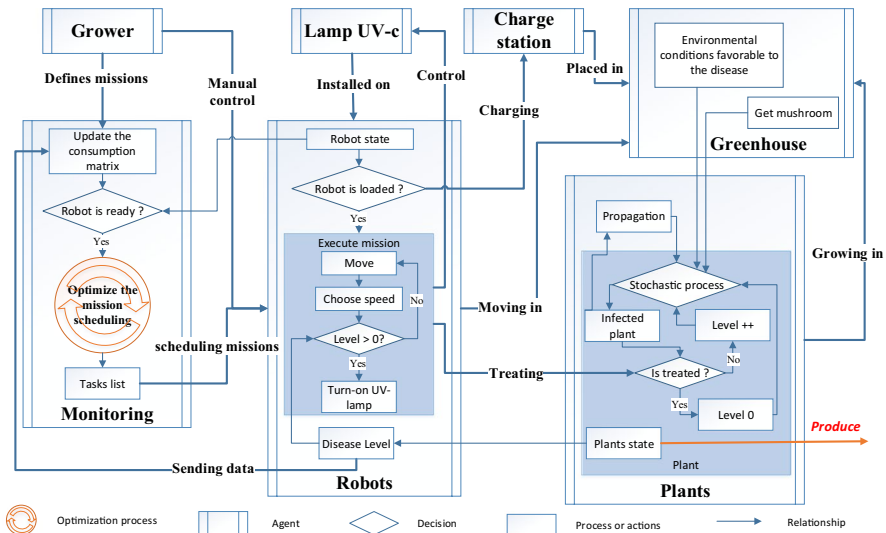 Grower
Lamp UV-c
Charge
station
Environmental
conditions favorable to
the disease
Get mushroom
Greenhouse
Defines missions
Manual
control
Installed on
Control
Charging
Placed in
Update the
consumption
matrix
Robot is ready ?
Yes
Optimize the
mission
scheduling
Tasks list
Monitoring
scheduling missions
Sending data
Robot state
Robot is loaded ?
Yes
Execute mission
Move
Choose speed
No
Level > 0?
Yes
Turn-on UV-
lamp
Disease Level
Robots
Moving in
Treating
Growing in
Propagation
Stochastic process
Infected
plant
Level ++
No
Is treated ?
Yes
Level 0
Plants state
Plant
Plants
Produce
Optimization process
Agent
Decision
Process or actions
Relationship